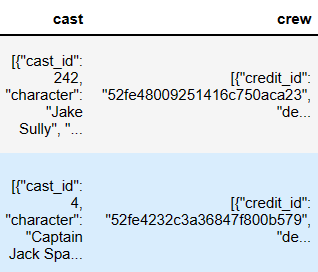 cast crew
[{"cast_id":
242,
"character":
"Jake
Sully", "...
[{"credit_id":
"52fe48009251416c750aca23",
"de...
[{"cast_id":
4,
"character":
"Captain
Jack Spa...
[{"credit_id":
"52fe4232c3a36847f800b579",
"de...